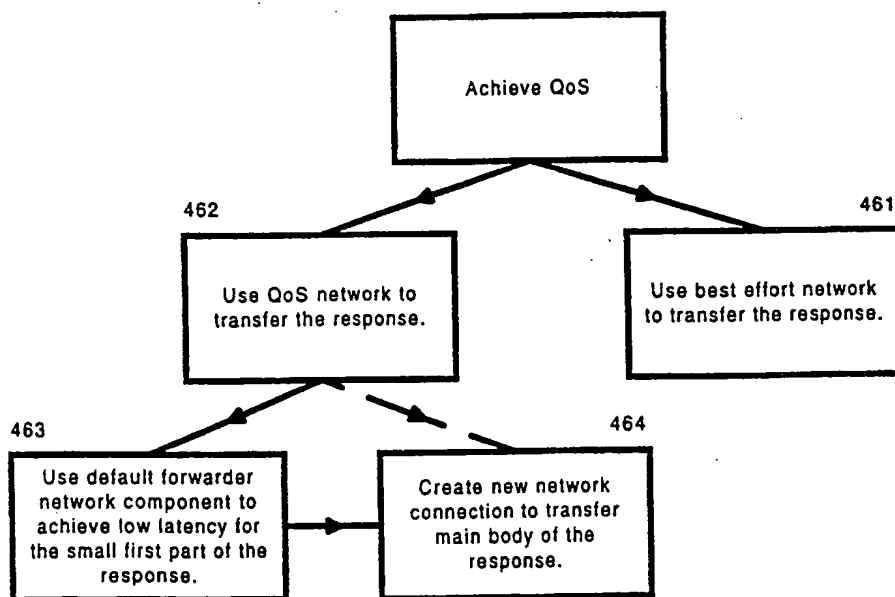 Achieve QoS
462
461
Use QoS network to
transfer the response.
Use best effort network
to transfer the response.
463
464
Use default forwarder
network component to
achieve low latency for
the small first part of the
response.
Create new network
connection to transfer
main body of the
response.